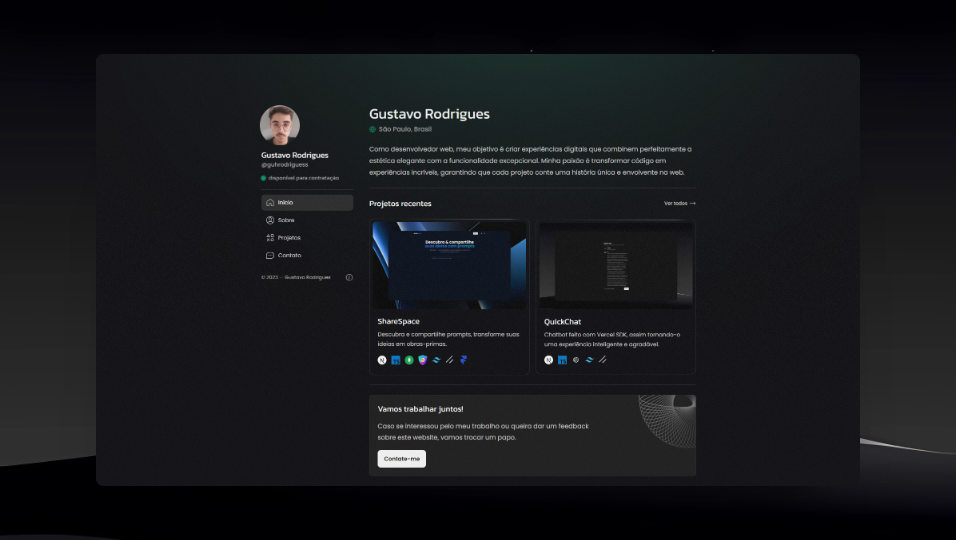 Gustavo Rodrigues
@guhrodriguess
disponível para contratação
Início
Sobre
Projetos
Contato
© 2023 — Gustavo Rodrigues
Gustavo Rodrigues
São Paulo, Brasil
Como desenvolvedor web, meu objetivo é criar experiências digitais que combinem perfeitamente a
estética elegante com a funcionalidade excepcional. Minha paixão é transformar código em
experiências incríveis, garantindo que cada projeto conte uma história única e envolvente na web.
Projetos recentes
Ver todos →
Descubra & compartilhe
ShareSpace
Descubra e compartilhe prompts, transforme suas
ideias em obras-primas.
QuickChat
Chatbot feito com Vercel SDK, assim tornando-o
uma experiência inteligente e agradável.
Vamos trabalhar juntos!
Caso se interessou pelo meu trabalho ou queira dar um feedback
sobre este website, vamos trocar um papo.
Contate-me